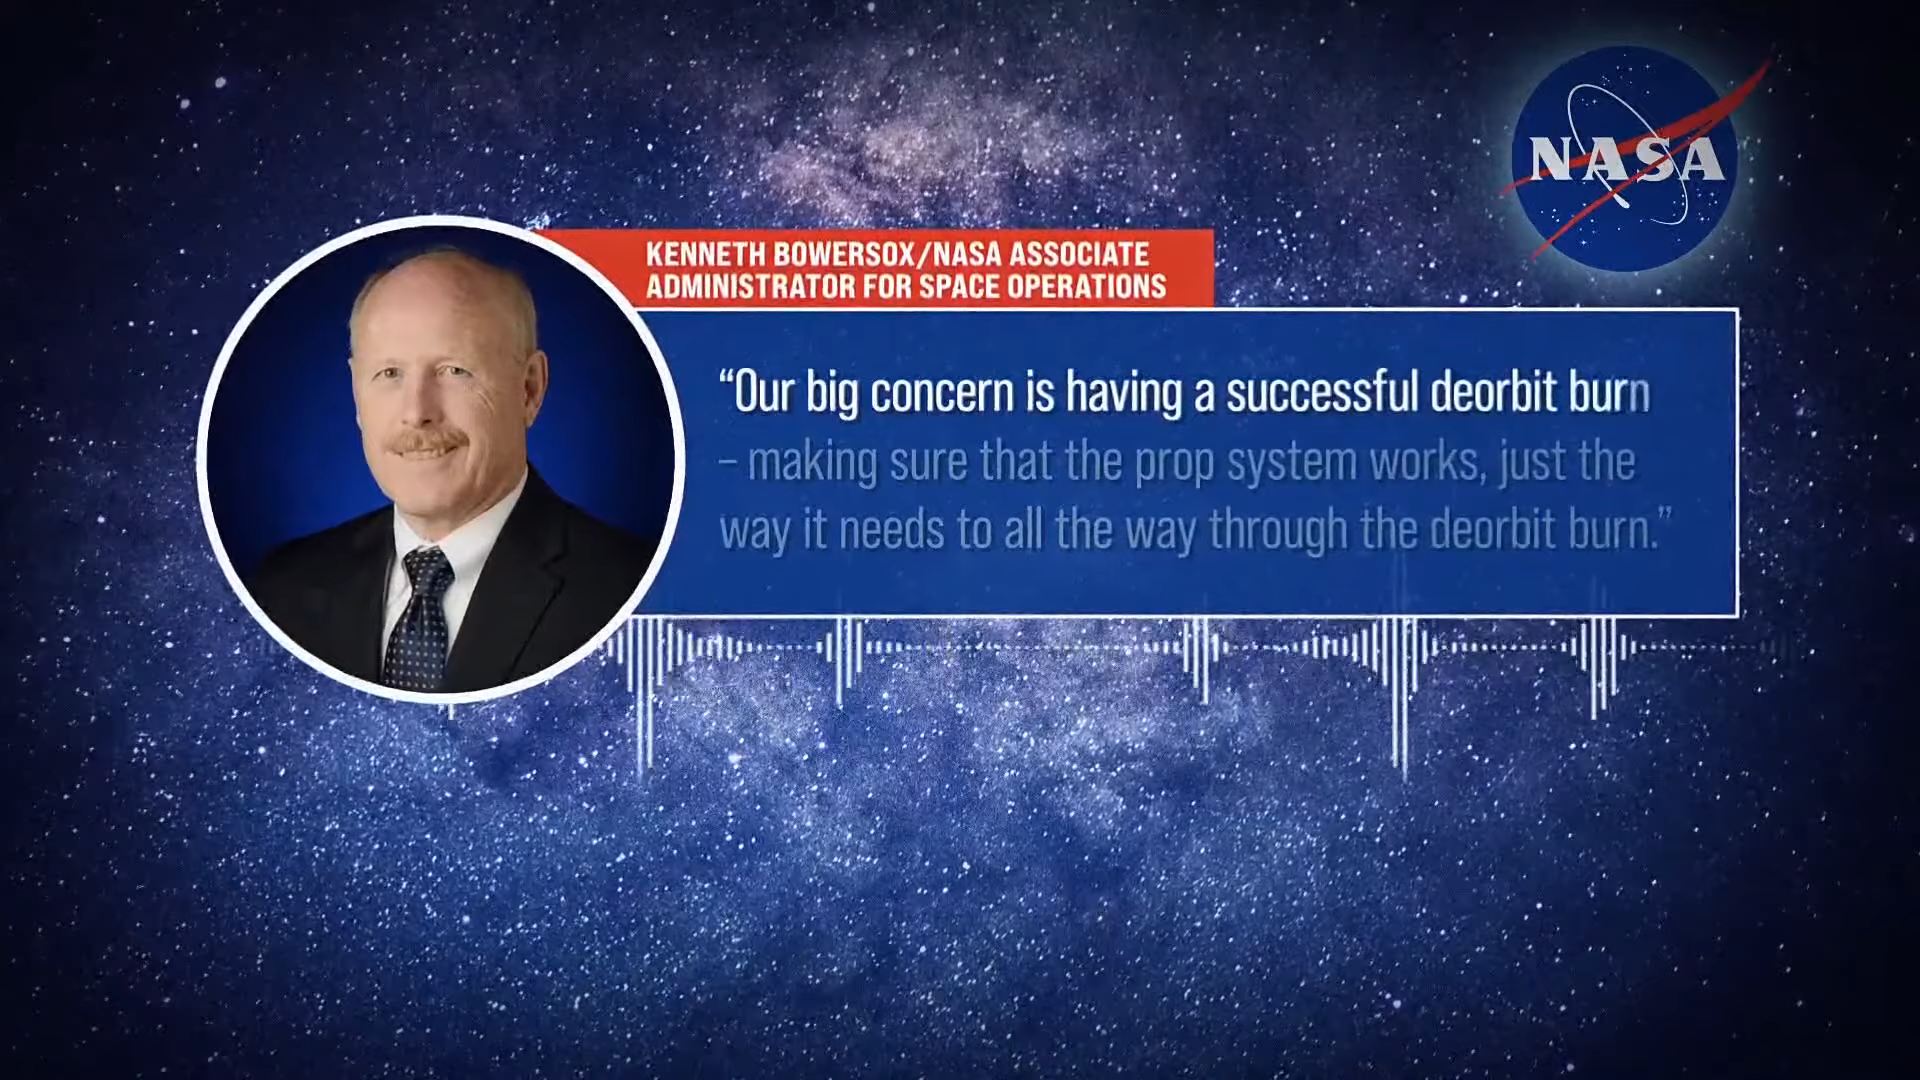 NASA
KENNETH BOWERSOX/NASA ASSOCIATE
ADMINISTRATOR FOR SPACE OPERATIONS
“Our big concern is having a successful deorbit burn
– making sure that the prop system works, just the
way it needs to all the way through the deorbit burn.”